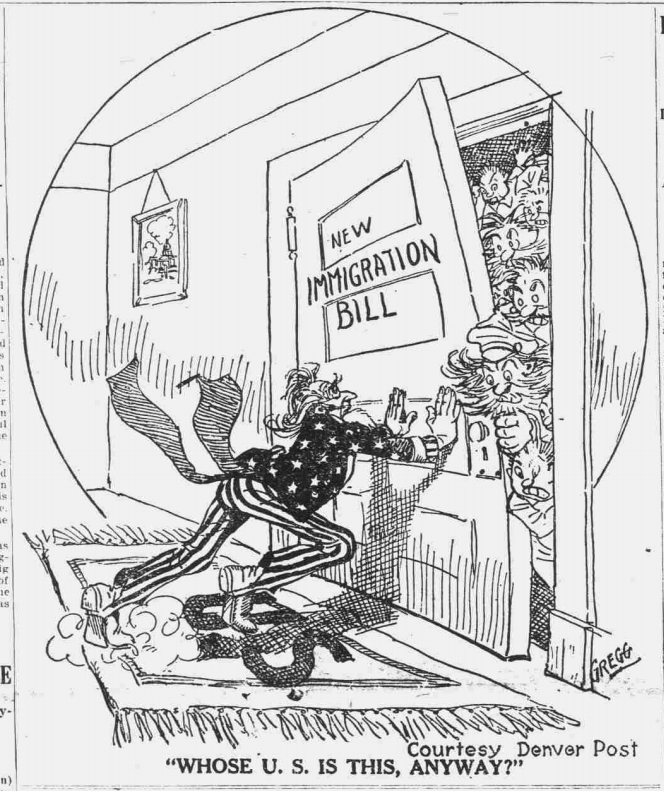 NEW
IMMIGRATION
BILL
U S
GREGG
Courtesy Denver Post
"WHOSE U. S. IS THIS, ANYWAY?"
E